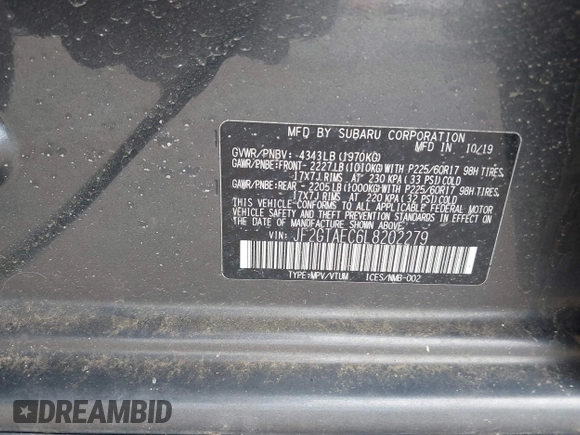 MFD BY SUBARU CORPORATION
MFD IN 10/19
GVWR/PNBV: 4343LB (1970KG)
GAWR/PNBE:FRONT- 2227LB (1010KG)WITH P225/60R17 98H TIRES,
17X7J RIMS AT 230 KPA (33 PSI) COLD
GAWR/PNBE:REAR - 2205LB (1000KG)WITH P225/60R17 98H TIRES,
17X7J RIMS AT 220 KPA (32 PSI) COLD
THIS VEHICLE CONFORMS TO ALL APPLICABLE FEDERAL MOTOR
VEHICLE SAFETY AND THEFT PREVENTION STANDARDS IN EFFECT
ON THE DATE OF MANUFACTURE SHOWN ABOVE.
VIN: JF2GTAEC6L8202279
TYPE:MPV/VTUM ICES/NMB-002
DREAMBID